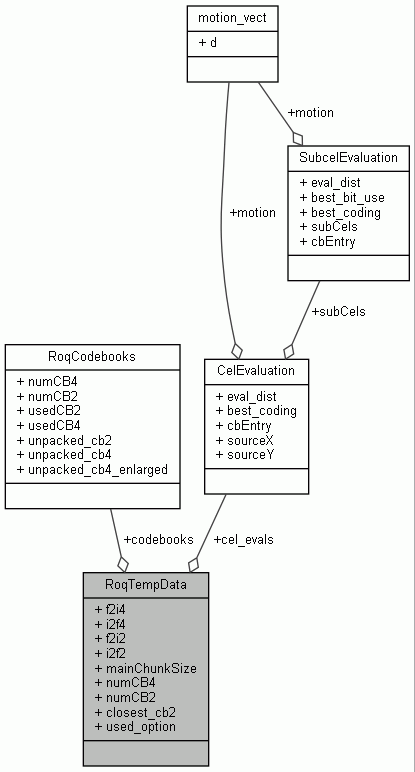 motion_vect
+ d
+motion
SubcelEvaluation
+ eval_dist
+ best_bit_use
+ best_coding
+ subCels
+ cbEntry
+motion
+subCels
RoqCodebooks
+ numCB4
+ numCB2
+ usedCB2
+ usedCB4
+ unpacked_cb2
+ unpacked_cb4
+ unpacked_cb4_enlarged
CelEvaluation
+ eval_dist
+ best_coding
+ cbEntry
+ sourceX
+ sourceY
+codebooks
+cel_evals
RoqTempData
+ f2i4
+ i2f4
+ f2i2
+ i2f2
+ mainChunkSize
+ numCB4
+ numCB2
+ closest_cb2
+ used_option